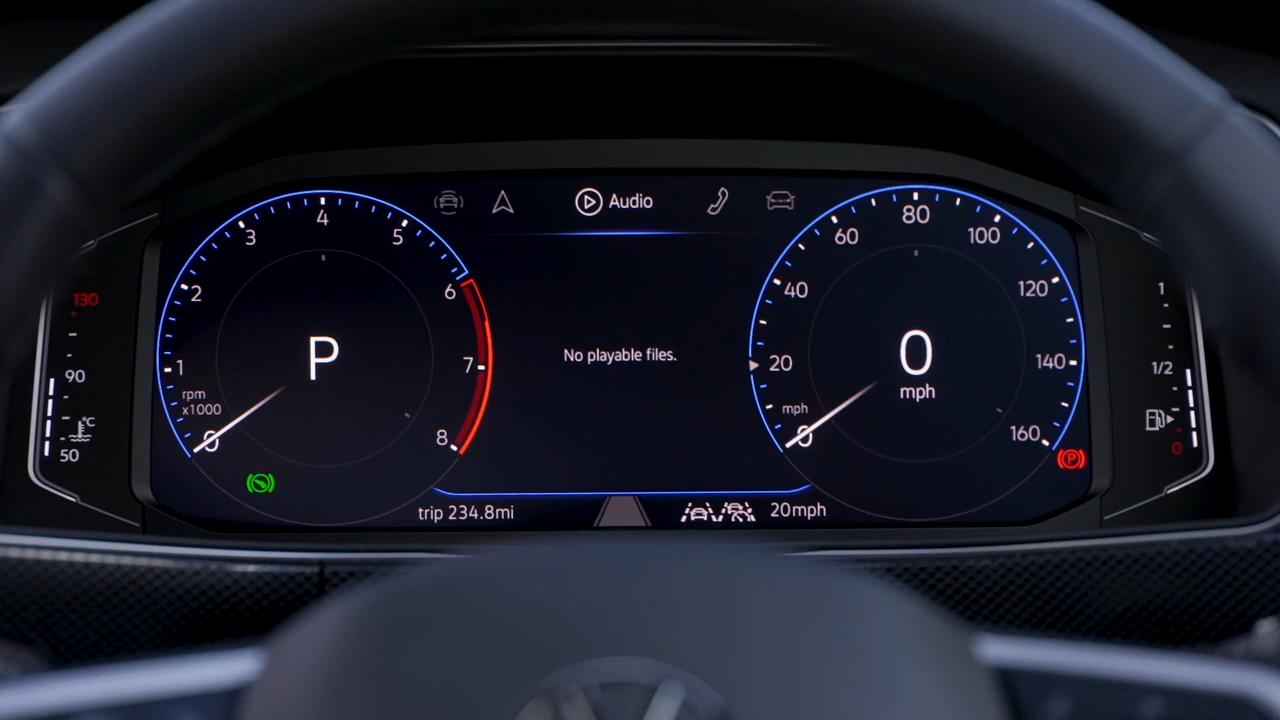 130
90
°C
50
4
3
5
2
6
1
7
rpm
x1000
0
8
P
Audio
No playable files.
trip 234.8mi
20mph
80
60
100
40
120
20
140
mph
0
160
0
mph
P
1
1/2
0